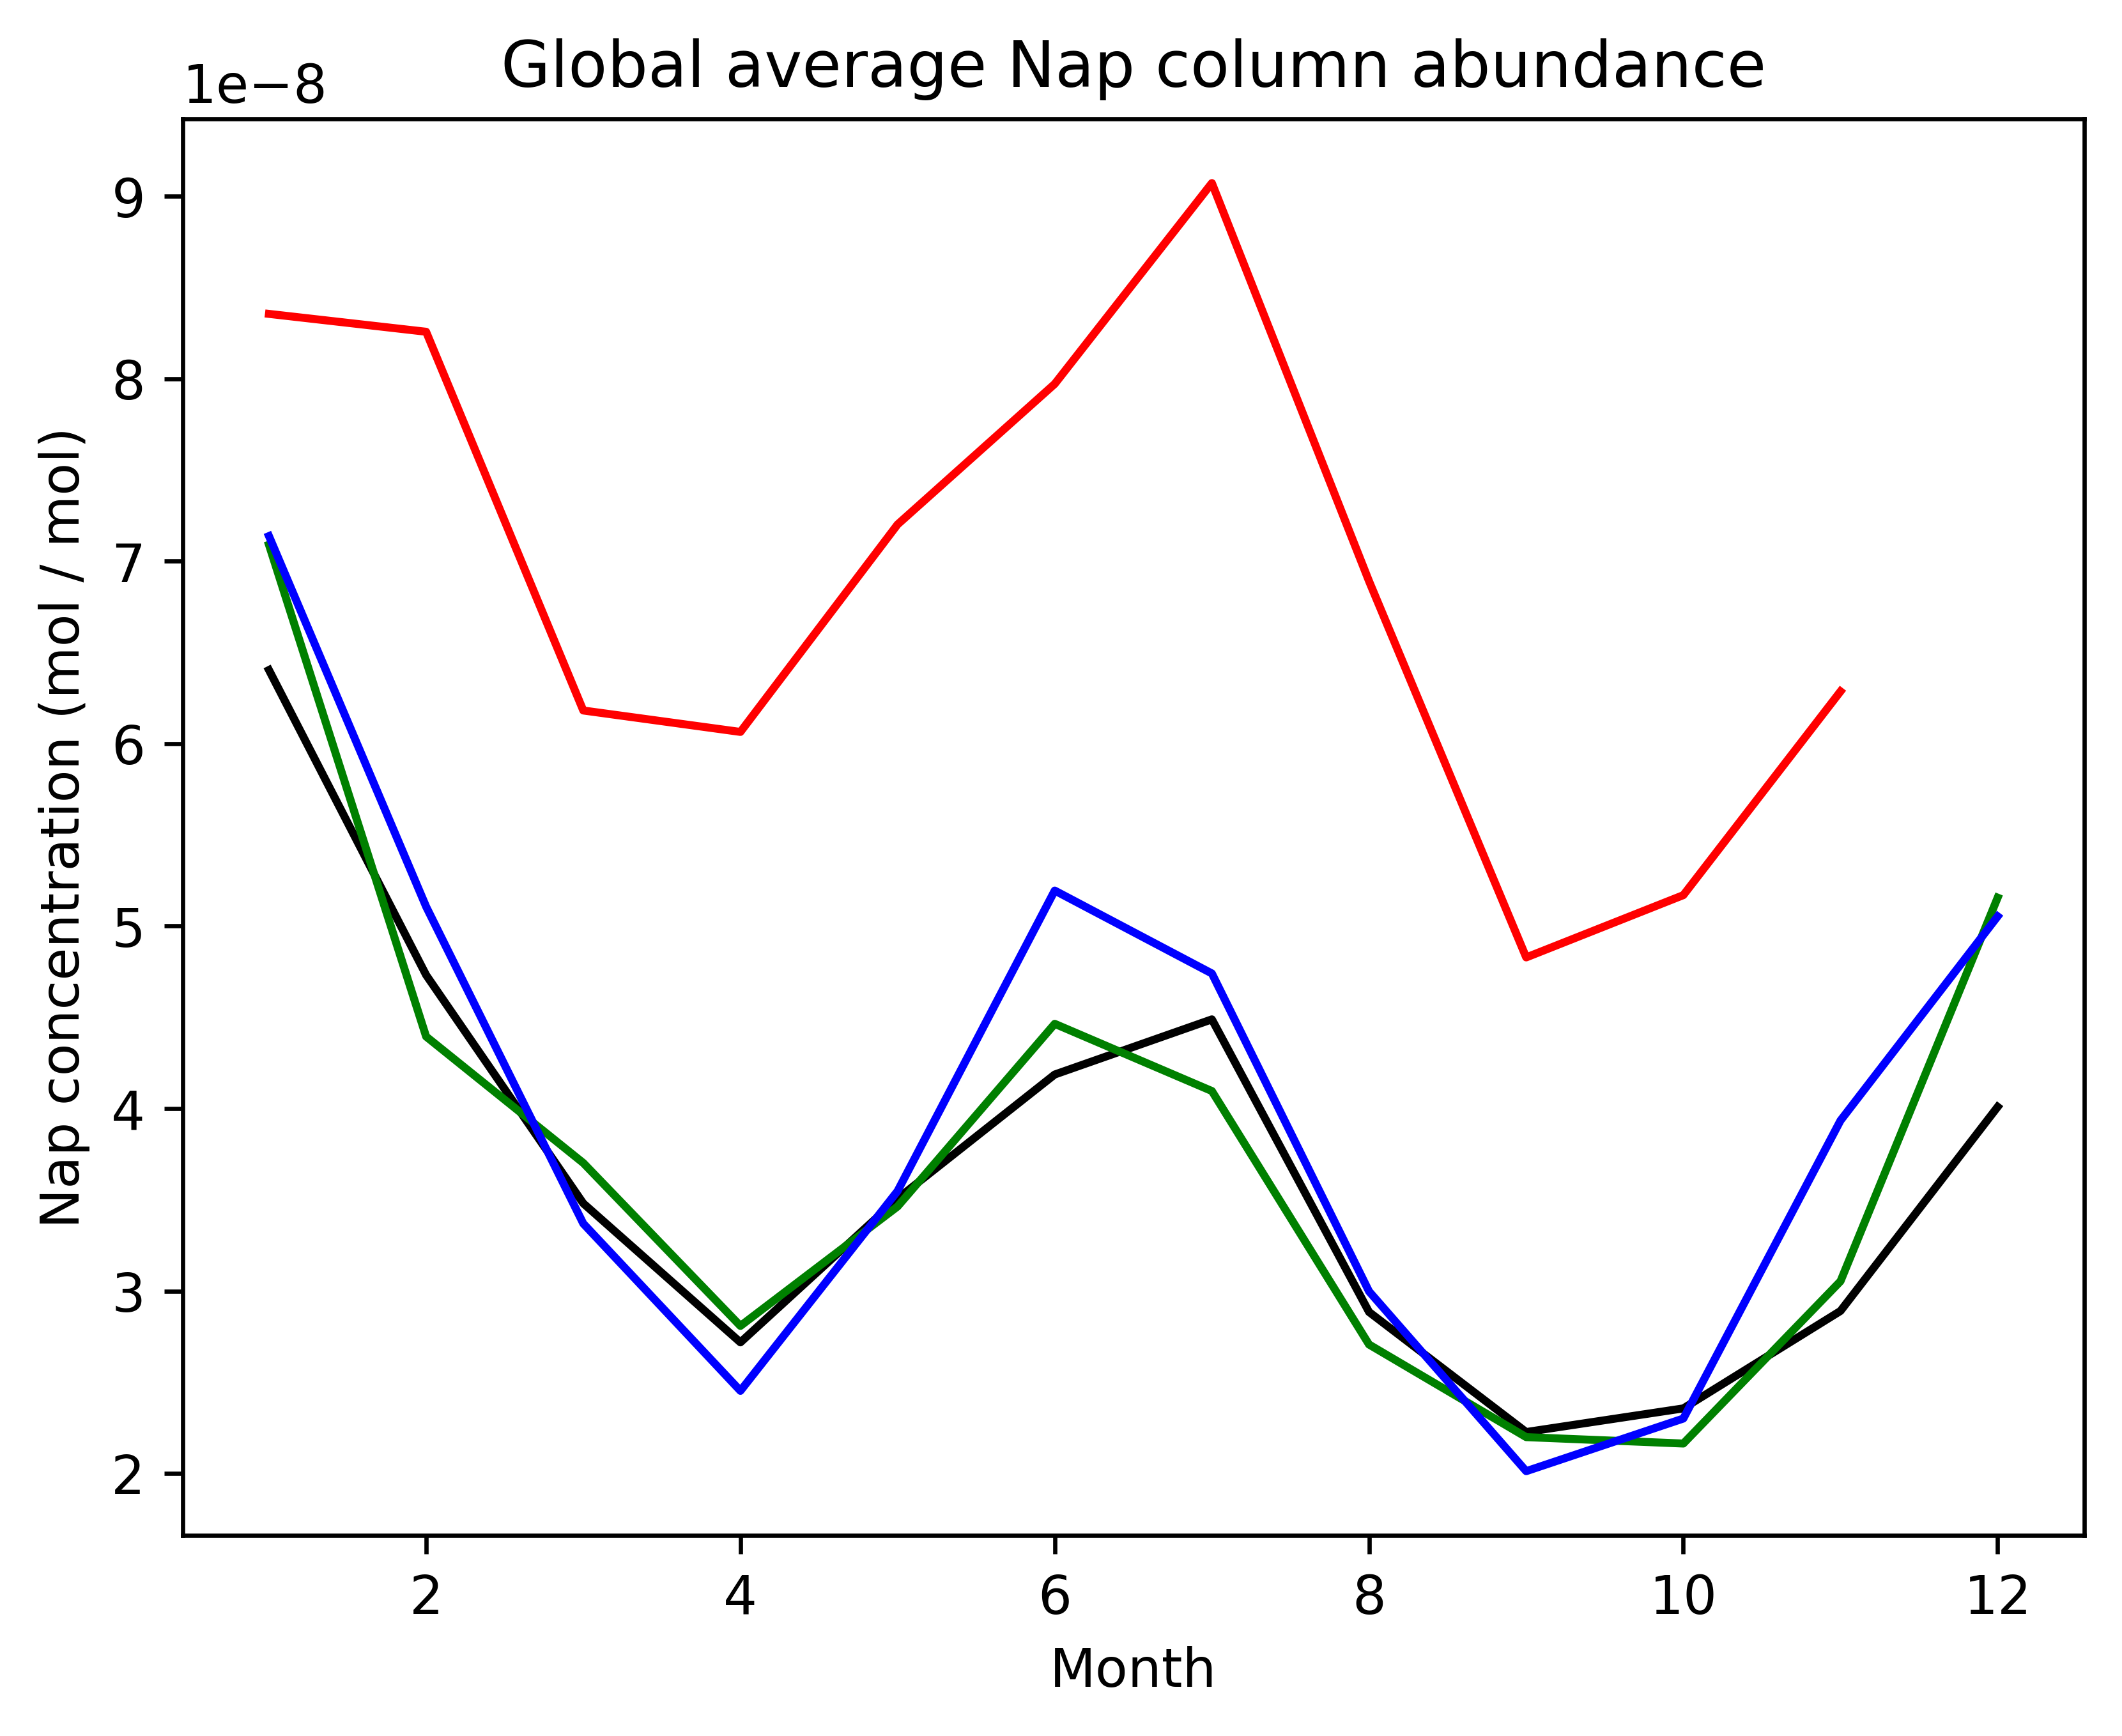 Global average Nap column abundance
1e−8
Nap concentration (mol / mol)
9
8
7
6
5
4
3
2
2 4 6 8 10 12
Month